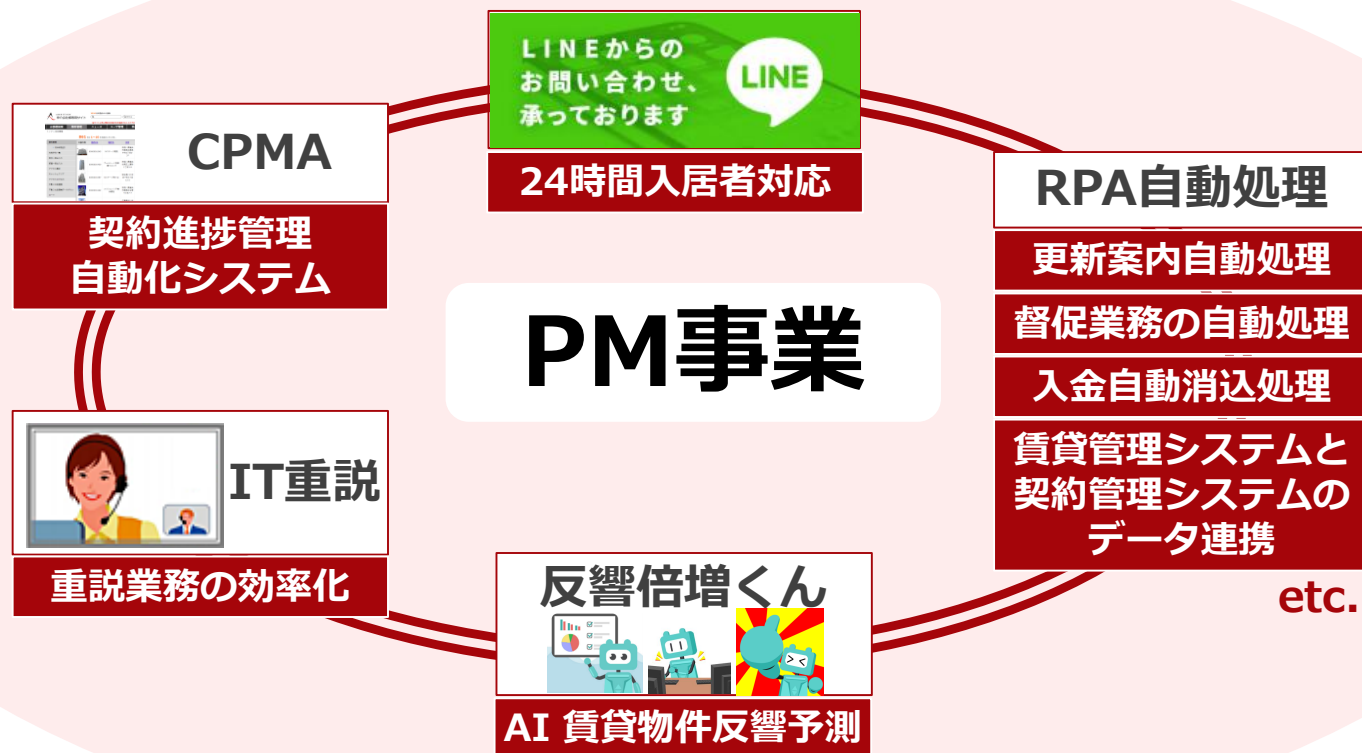 LINEからの
お問い合わせ、
承っております
LINE
24時間入居者対応
CPMA
契約進捗管理
自動化システム
RPA自動処理
更新案内自動処理
督促業務の自動処理
入金自動消込処理
賃貸管理システムと
契約管理システムの
データ連携
etc.
PM事業
IT重説
重説業務の効率化
反響倍増くん
AI 賃貸物件反響予測